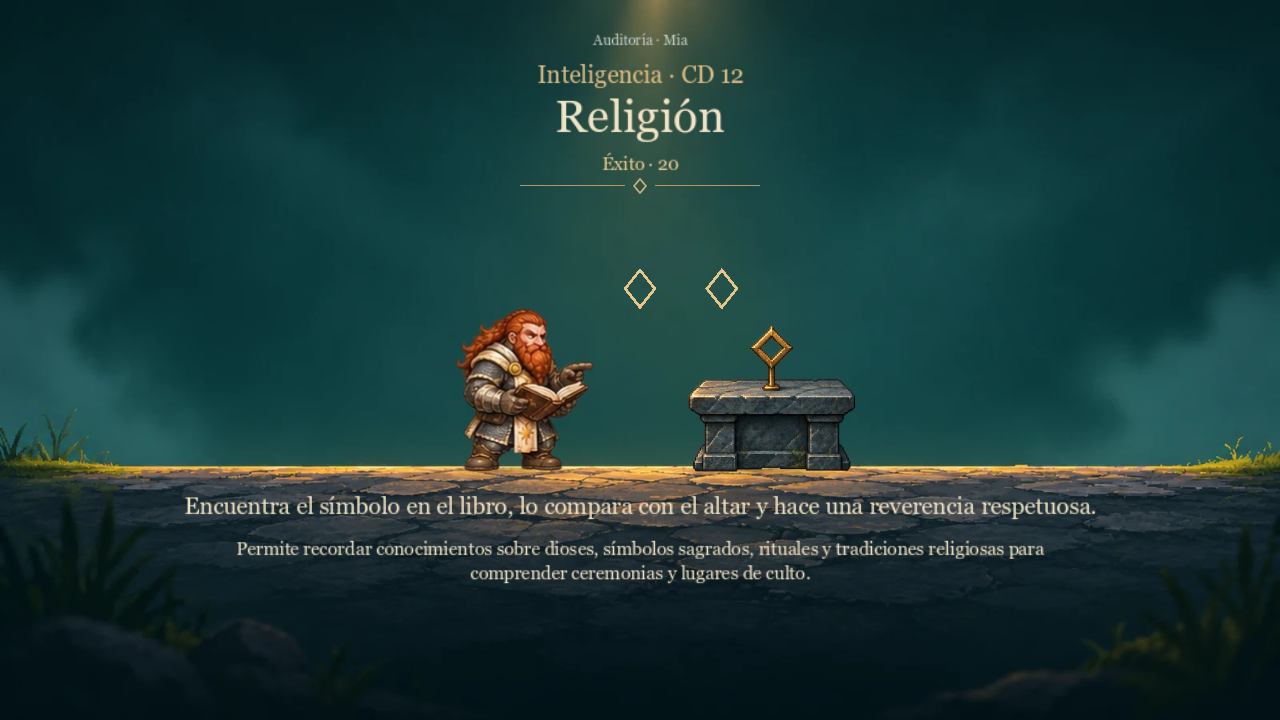 Auditoría · Mia
Inteligencia · CD 12
Religión
Éxito · 20
Encuentra el símbolo en el libro, lo compara con el altar y hace una reverencia respetuosa.
Permite recordar conocimientos sobre dioses, símbolos sagrados, rituales y tradiciones religiosas para
comprender ceremonias y lugares de culto.